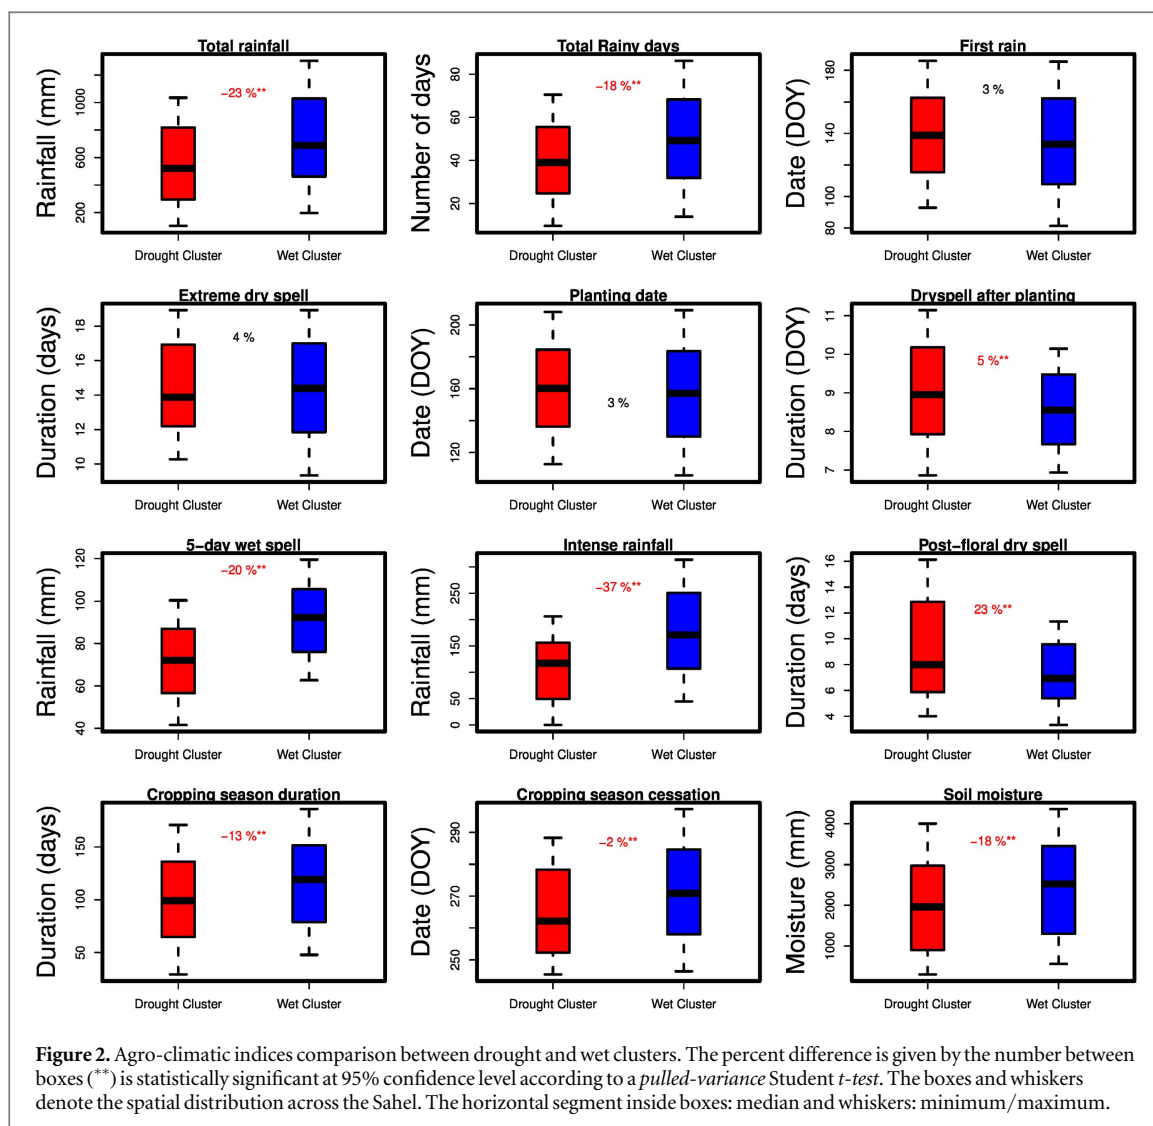 Total rainfall
Rainfall (mm)
1000
600
200
−23 %**
Drought Cluster
Wet Cluster
Total Rainy days
Number of days
80
60
40
20
−18 %**
Drought Cluster
Wet Cluster
First rain
Date (DOY)
180
140
100
80
3 %
Drought Cluster
Wet Cluster
Extreme dry spell
Duration (days)
18
16
14
12
10
4 %
Drought Cluster
Wet Cluster
Planting date
Date (DOY)
200
160
120
3 %
Drought Cluster
Wet Cluster
Dryspell after planting
Duration (DOY)
11
10
9
8
7
5 %**
Drought Cluster
Wet Cluster
5−day wet spell
Rainfall (mm)
120
100
80
60
40
−20 %**
Drought Cluster
Wet Cluster
Intense rainfall
Rainfall (mm)
250
150
50
0
−37 %**
Drought Cluster
Wet Cluster
Post−floral dry spell
Duration (days)
16
14
12
10
8
6
4
23 %**
Drought Cluster
Wet Cluster
Cropping season duration
Duration (days)
150
100
50
−13 %**
Drought Cluster
Wet Cluster
Cropping season cessation
Date (DOY)
290
270
250
−2 %**
Drought Cluster
Wet Cluster
Soil moisture
Moisture (mm)
4000
3000
2000
1000
−18 %**
Drought Cluster
Wet Cluster
Figure 2. Agro-climatic indices comparison between drought and wet clusters. The percent difference is given by the number between
boxes (**) is statistically significant at 95% confidence level according to a pulled-variance Student t-test. The boxes and whiskers
denote the spatial distribution across the Sahel. The horizontal segment inside boxes: median and whiskers: minimum/maximum.